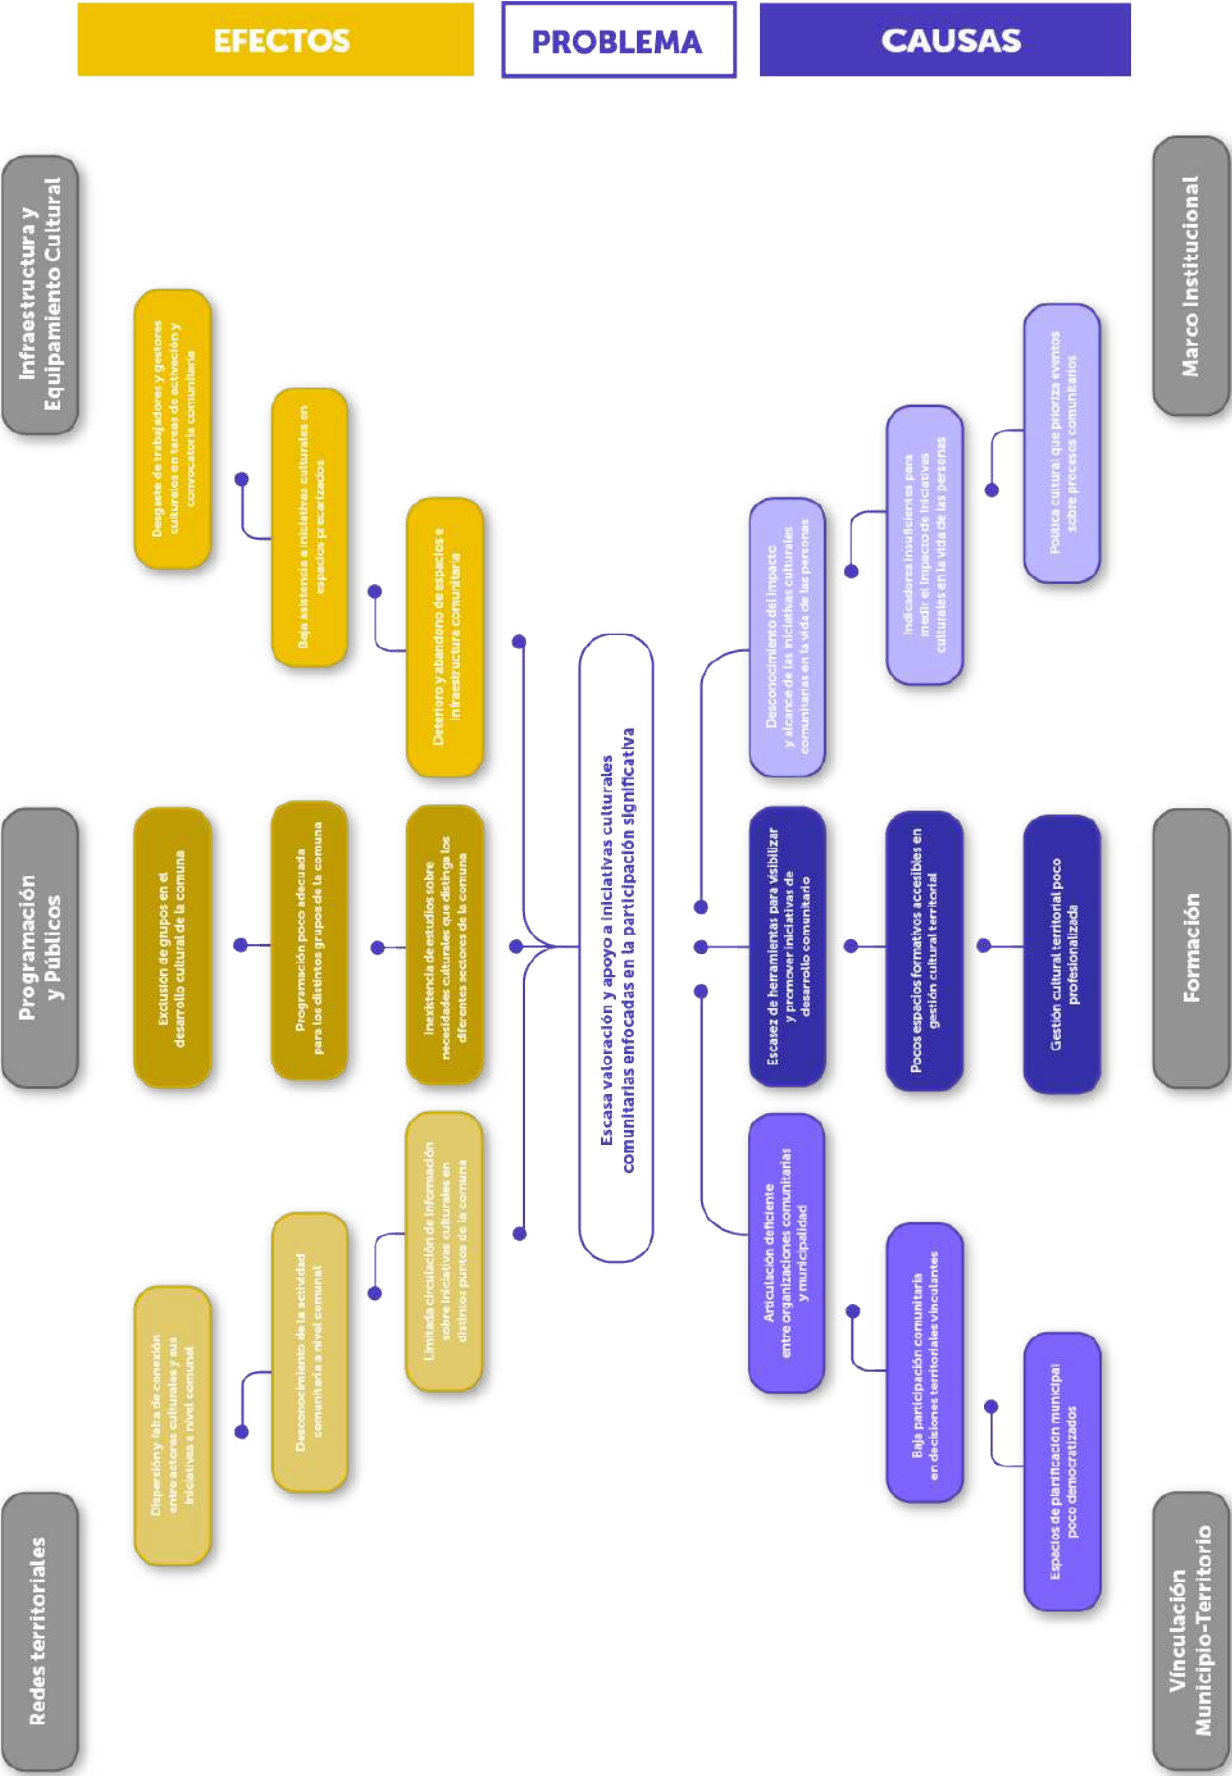 EFECTOS
PROBLEMA
CAUSAS
Redes territoriales
Programación
y Públicos
Infraestructura y
Equipamiento Cultural
Dispersión y falta de conexión
entre actores culturales y sus
iniciativas a nivel comunal
Exclusión de grupos en el
desarrollo cultural de la comuna
Desgaste de trabajadores y gestores
culturales en tareas de activación y
convocatoria comunitaria
Desconocimiento de la actividad
comunitaria a nivel comunal
Programación poco adecuada
para los distintos grupos de la comuna
Baja asistencia a iniciativas culturales en
espacios precarizados
Limitada circulación de información
sobre iniciativas culturales en
distintos puntos de la comuna
Inexistencia de estudios sobre
necesidades culturales que distinga los
diferentes sectores de la comuna
Deterioro y abandono de espacios e
infraestructura comunitaria
Escasa valoración y apoyo a iniciativas culturales
comunitarias enfocadas en la participación significativa
Articulación deficiente
entre organizaciones comunitarias
y municipalidad
Escasez de herramientas para visibilizar
y promover iniciativas de
desarrollo comunitario
Desconocimiento del impacto
y alcance de las iniciativas culturales
comunitarias en la vida de las personas
Baja participación comunitaria
en decisiones territoriales vinculantes
Pocos espacios formativos accesibles en
gestión cultural territorial
Indicadores insuficientes para
medir el impacto de iniciativas
culturales en la vida de las personas
Espacios de planificación municipal
poco democratizados
Gestión cultural territorial poco
profesionalizada
Política cultural que prioriza eventos
sobre procesos comunitarios
Vínculación
Municipio-Territorio
Formación
Marco Institucional